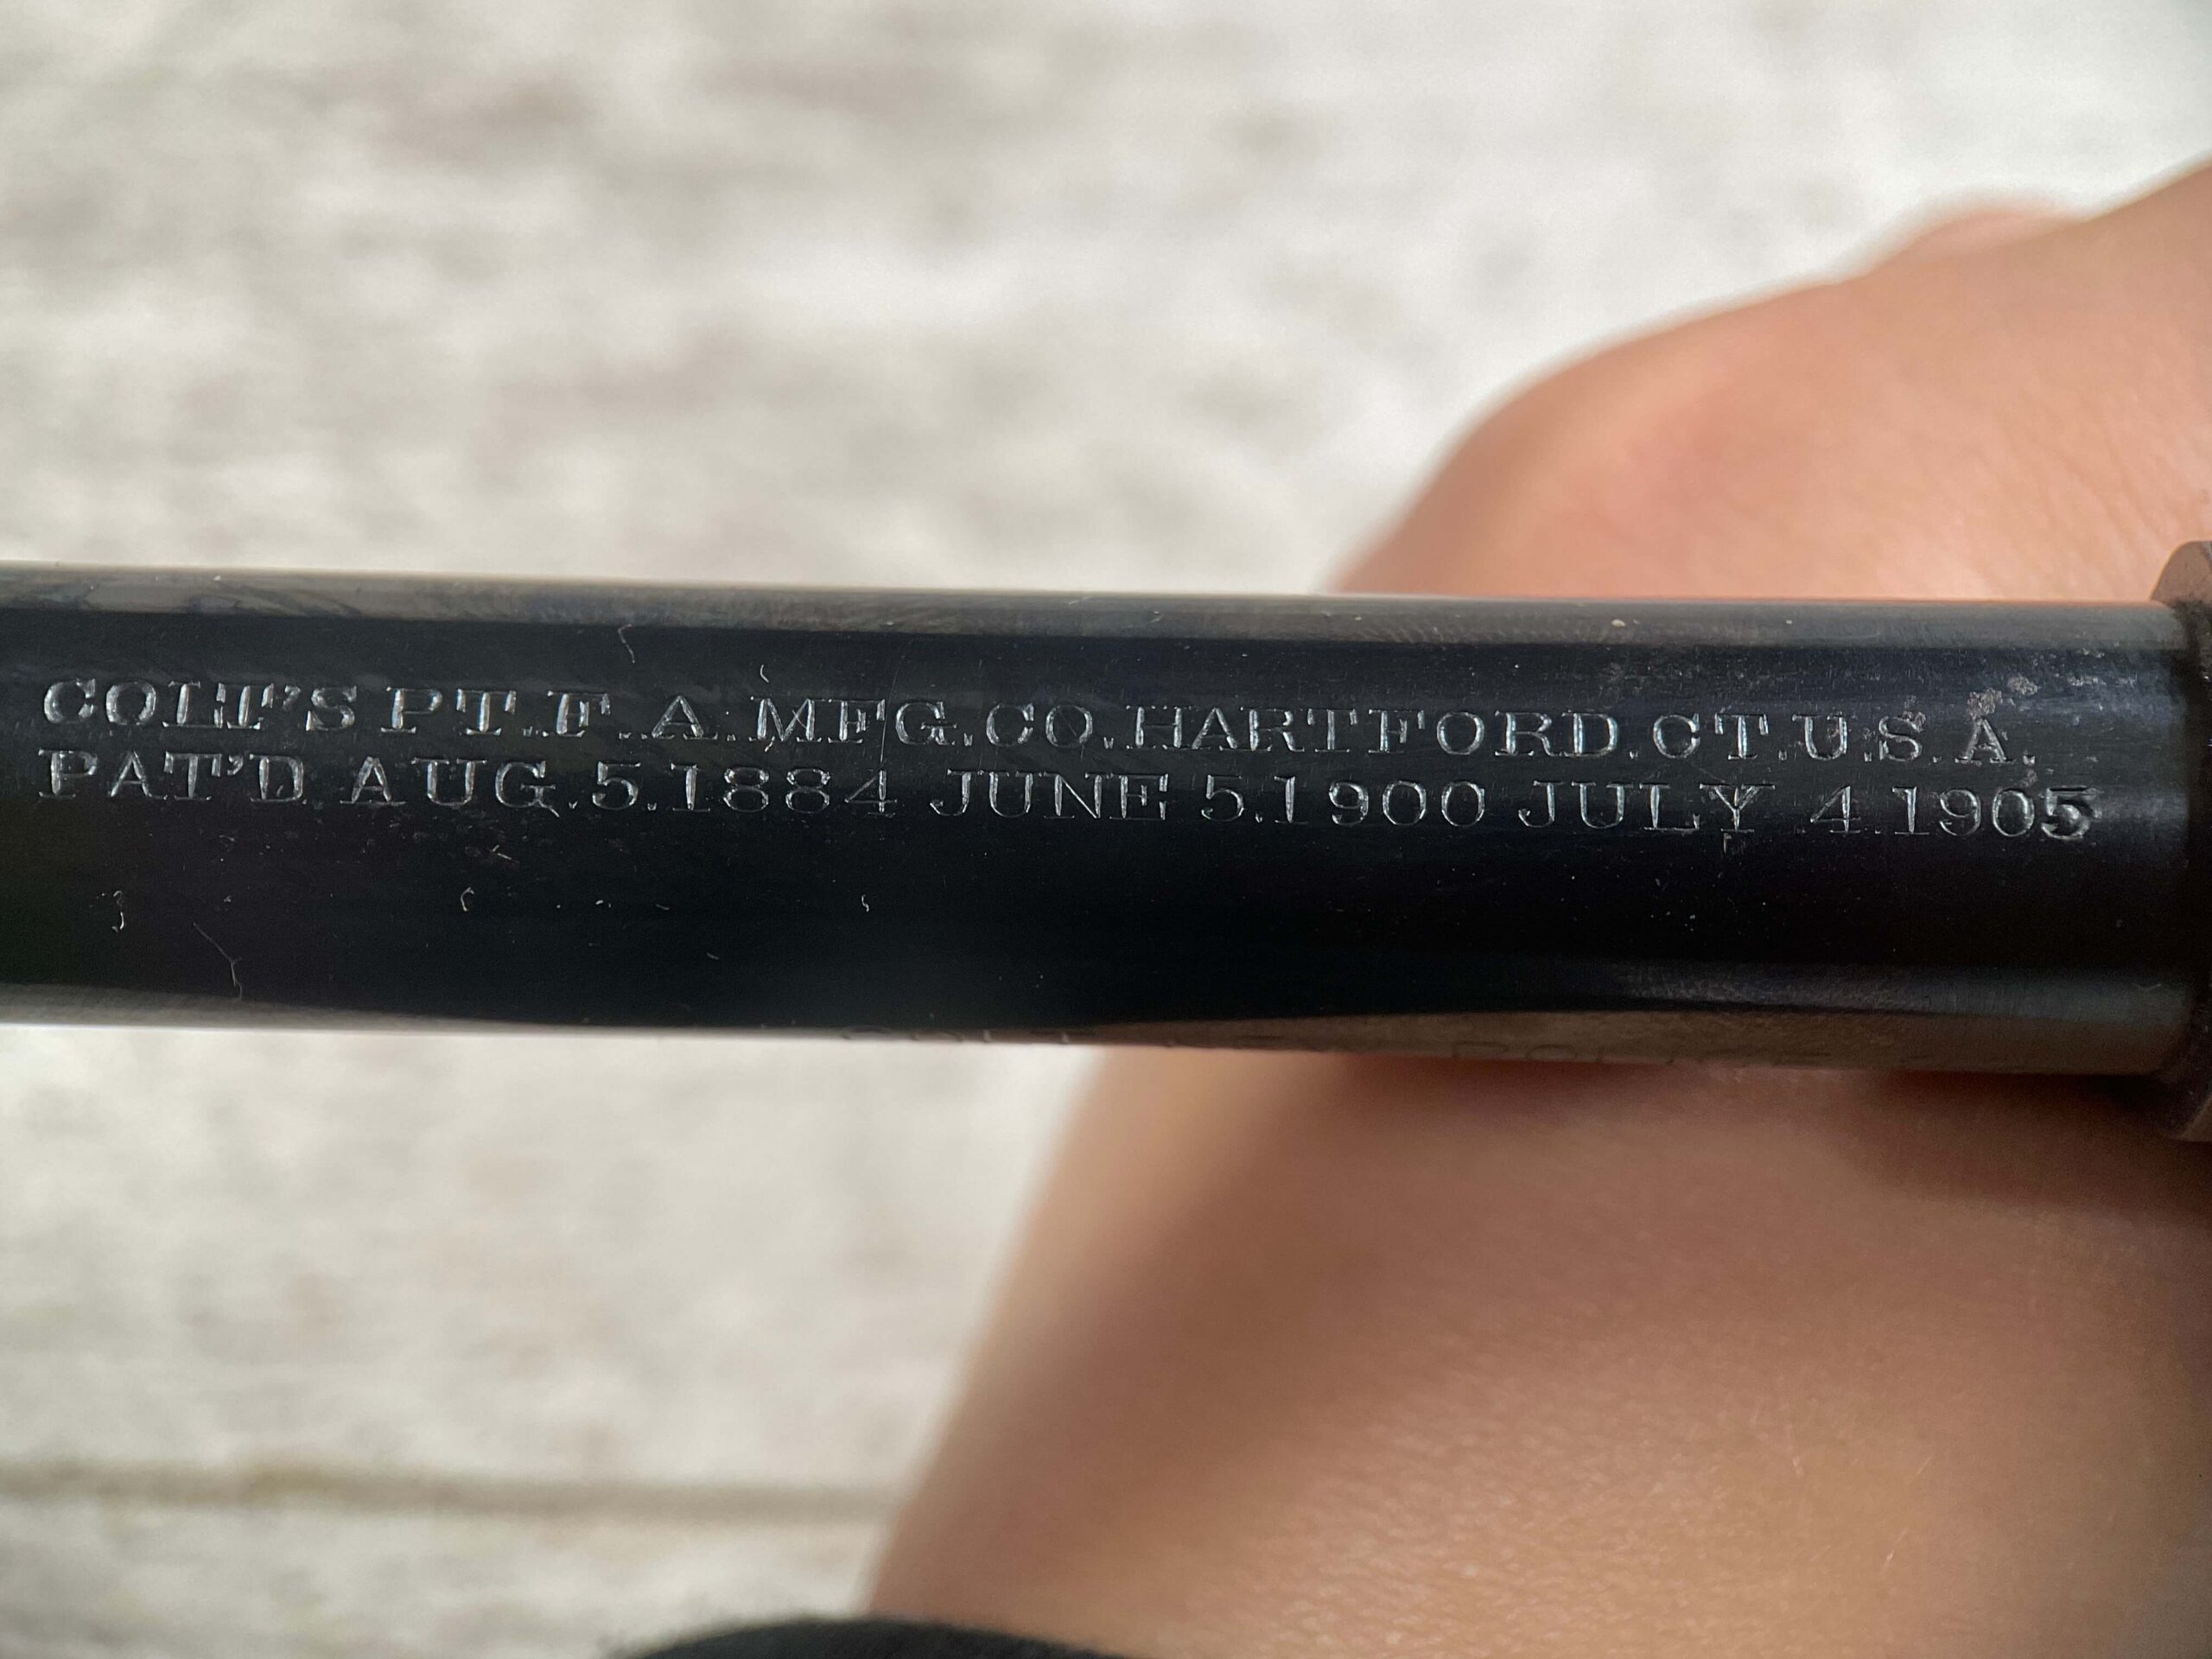 COLT'S PT.F.A.MFG.CO.HARTFORD.CT.U.S.A.
PAT'D AUG.5.1884 JUNE 5.1900 JULY 4.1905